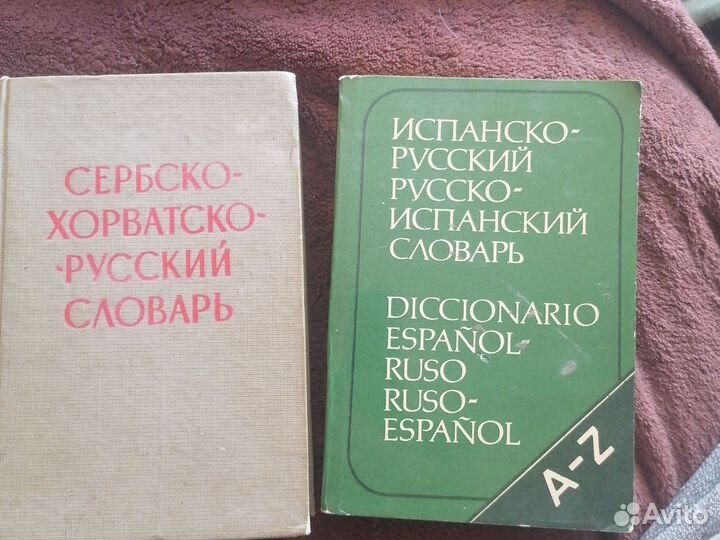 СЕРБСКО-
ХОРВАТСКО-
-РУССКИЙ
СЛОВАРЬ
ИСПАНСКО-
РУССКИЙ
РУССКО-
ИСПАНСКИЙ
СЛОВАРЬ
DICCIONARIO
ESPAÑOL-
RUSO
RUSO-
ESPAÑOL
A-Z
Avito